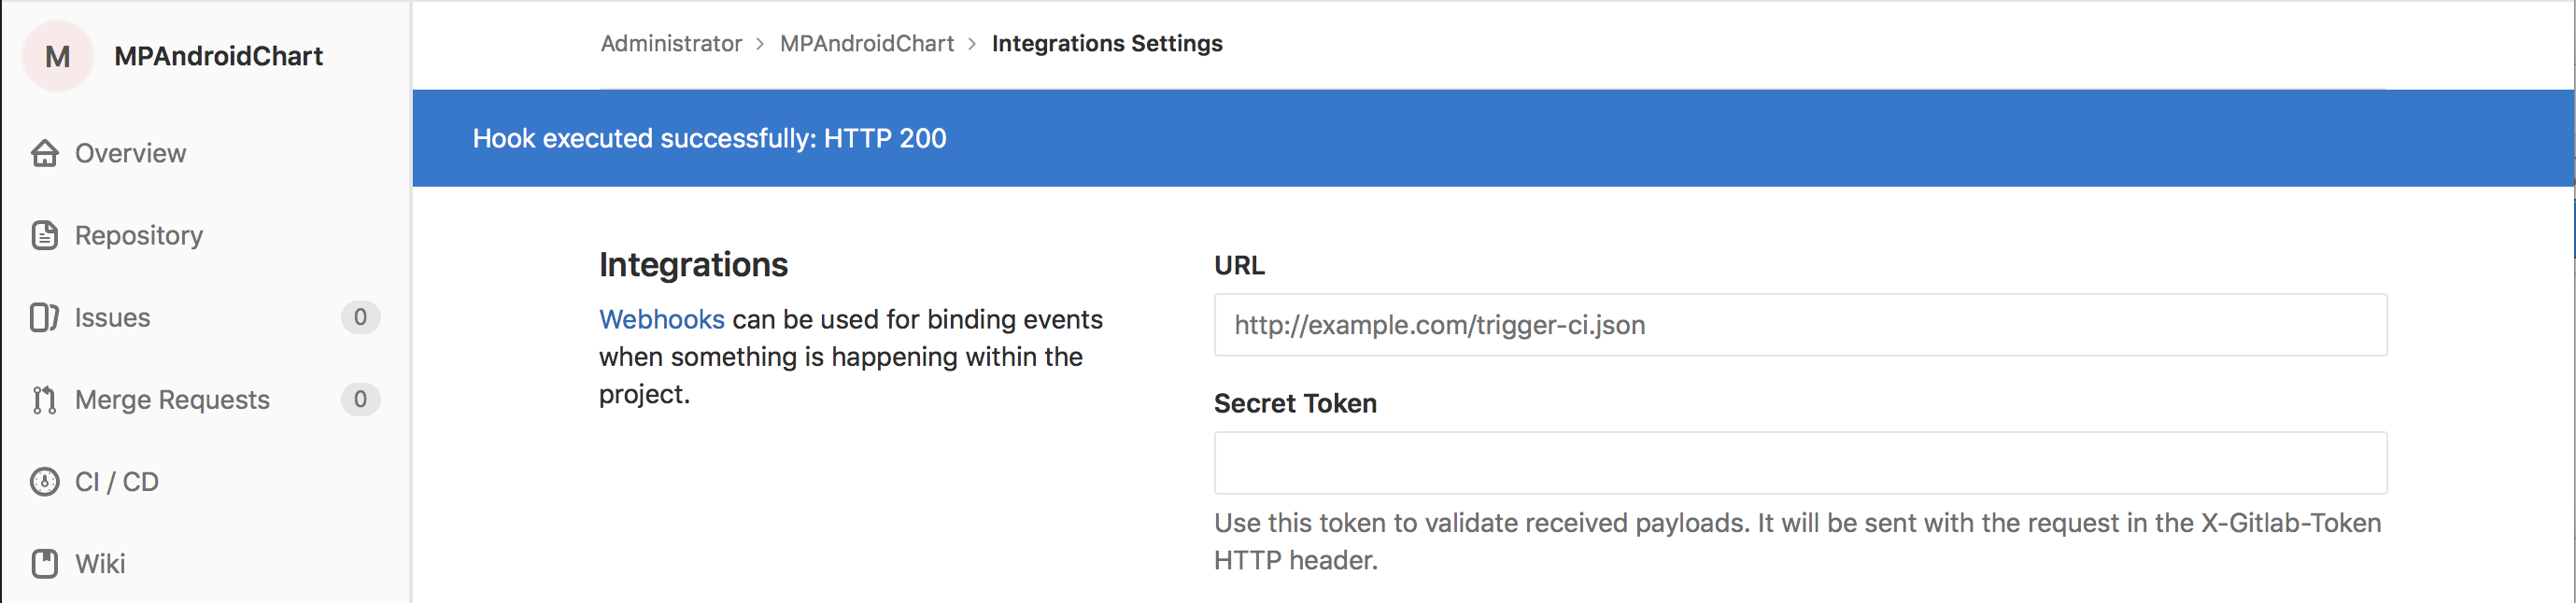 M MPAndroidChart
Overview
Repository
Issues 0
Merge Requests 0
CI / CD
Wiki
Administrator > MPAndroidChart > Integrations Settings
Hook executed successfully: HTTP 200
Integrations
Webhooks can be used for binding events
when something is happening within the
project.
URL
http://example.com/trigger-ci.json
Secret Token
Use this token to validate received payloads. It will be sent with the request in the X-Gitlab-Token
HTTP header.